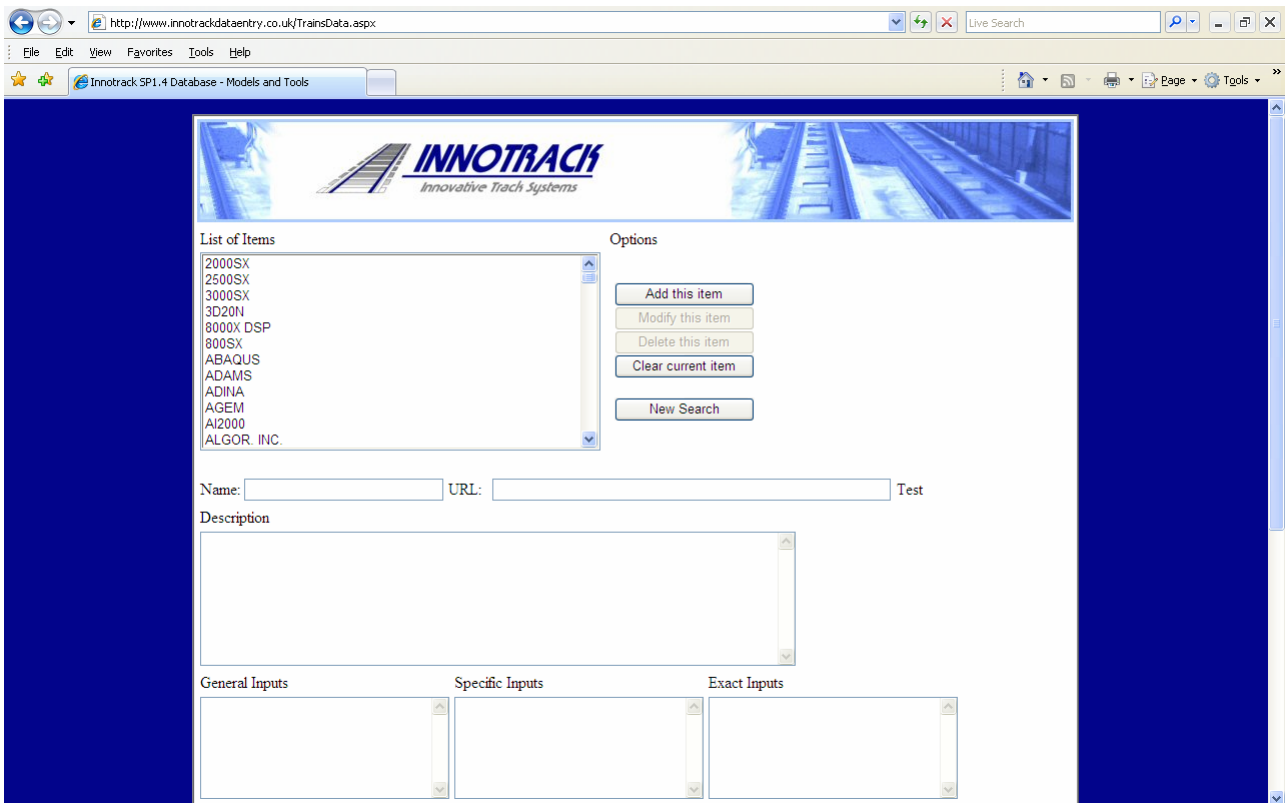 http://www.innotrackdataentry.co.uk/TrainsData.aspx
Live Search
File Edit View Favorites Tools Help
Innotrack SP1.4 Database - Models and Tools
Page Tools »
INNOTRACK
Innovative Track Systems
List of Items
Options
2000SX
2500SX
3000SX
3D20N
8000X DSP
800SX
ABAQUS
ADAMS
ADINA
AGEM
AI2000
ALGOR. INC.
Add this item
Modify this item
Delete this item
Clear current item
New Search
Name: URL: Test
Description
General Inputs Specific Inputs Exact Inputs